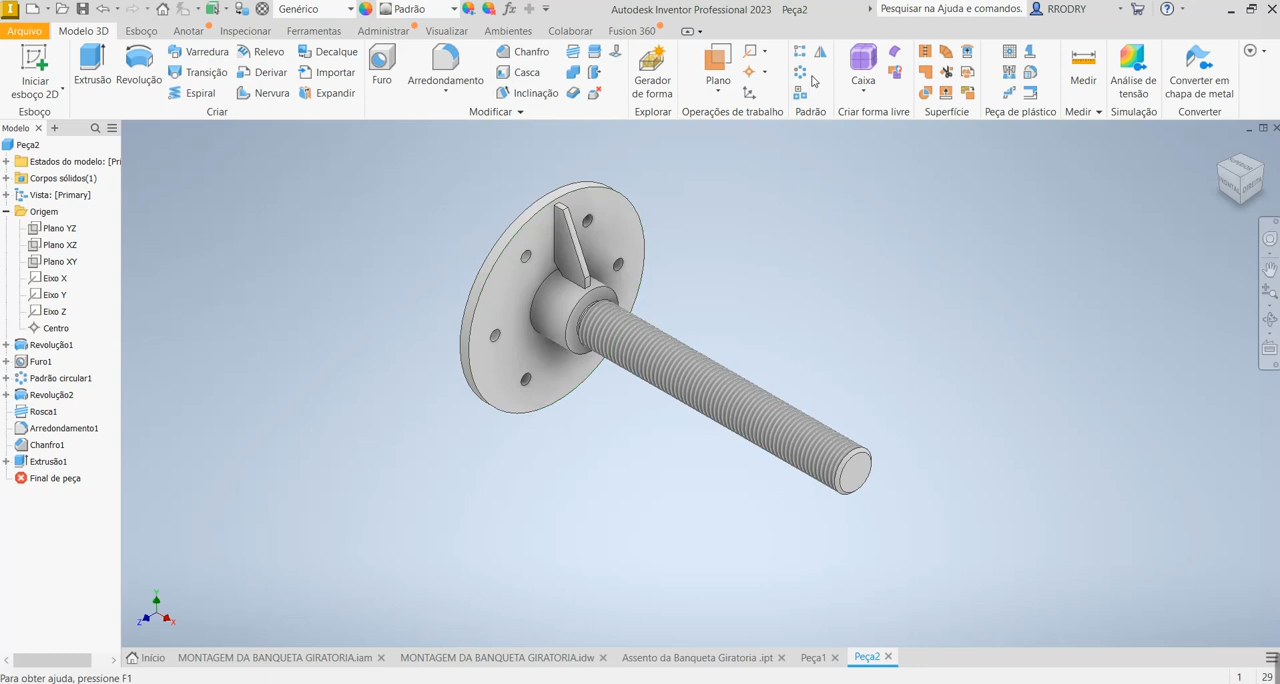 Genérico
Padrão
Autodesk Inventor Professional 2023
Peça2
Pesquisar na Ajuda e comandos.
RRODRY
Arquivo
Modelo 3D
Esboço
Anotar
Inspecionar
Ferramentas
Administrar
Visualizar
Ambientes
Colaborar
Fusion 360
Iniciar
esboço 2D
Extrusão
Revolução
Varredura
Relevo
Decalque
Transição
Derivar
Importar
Espiral
Nervura
Expandir
Furo
Arredondamento
Chanfro
Casca
Inclinação
Gerador
de forma
Plano
Caixa
Medir
Análise de
tensão
Converter em
chapa de metal
Esboço
Criar
Modificar
Explorar
Operações de trabalho
Padrão
Criar forma livre
Superfície
Peça de plástico
Medir
Simulação
Converter
Modelo
Peça2
Estados do modelo: [Pri
Corpos sólidos(1)
Vista: [Primary]
Origem
Plano YZ
Plano XZ
Plano XY
Eixo X
Eixo Y
Eixo Z
Centro
Revolução1
Furo1
Padrão circular1
Revolução2
Rosca1
Arredondamento1
Chanfro1
Extrusão1
Final de peça
SUPERIOR
FRONTAL
DIREITA
Y
Z
X
Início
MONTAGEM DA BANQUETA GIRATORIA.iam
MONTAGEM DA BANQUETA GIRATORIA.idw
Assento da Banqueta Giratoria .ipt
Peça1
Peça2
Para obter ajuda, pressione F1
1
29